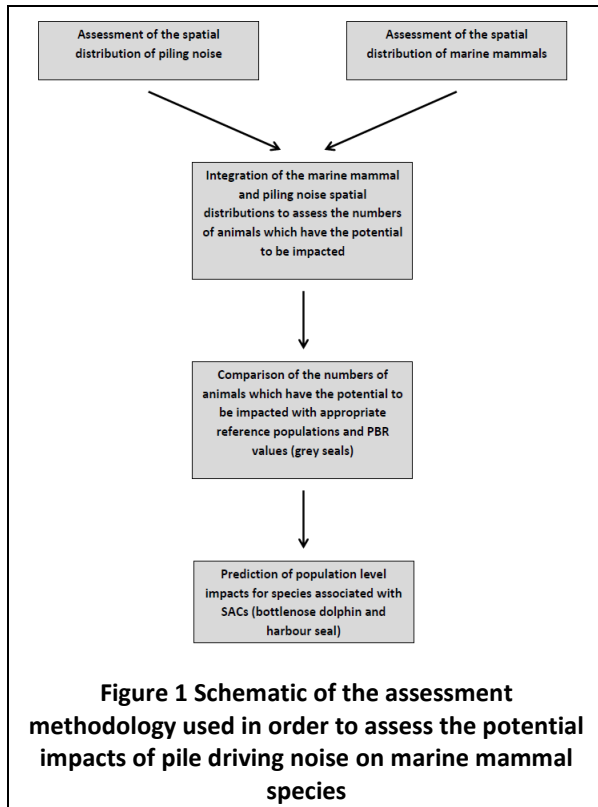 Assessment of the spatial
distribution of piling noise
Assessment of the spatial
distribution of marine mammals
Integration of the marine mammal
and piling noise spatial
distributions to assess the numbers
of animals which have the potential
to be impacted
Comparison of the numbers of
animals which have the potential to
be impacted with appropriate
reference populations and PBR
values (grey seals)
Prediction of population level
impacts for species associated with
SACs (bottlenose dolphin and
harbour seal)
Figure 1 Schematic of the assessment
methodology used in order to assess the potential
impacts of pile driving noise on marine mammal
species